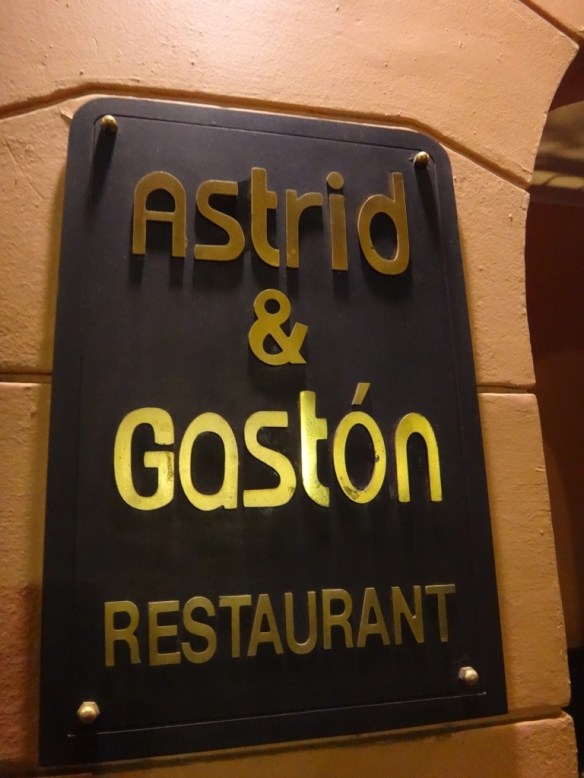 Astrid
&
Gastón
RESTAURANT